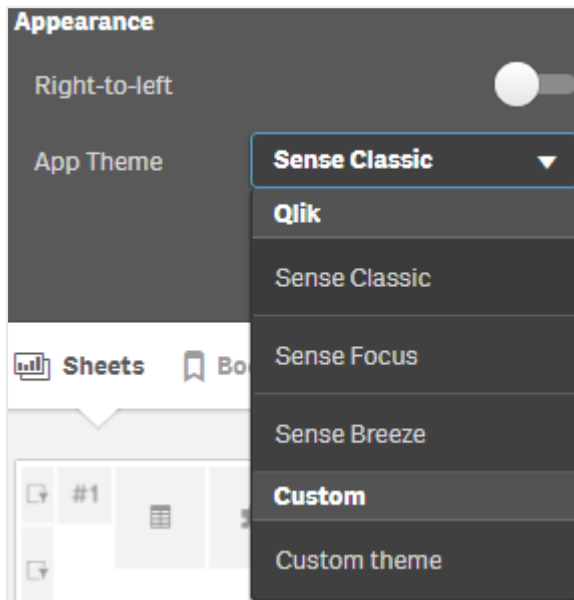 Appearance
Right-to-left
App Theme
Sense Classic
Qlik
Sense Classic
Sense Focus
Sense Breeze
Custom
Custom theme
Sheets
#1